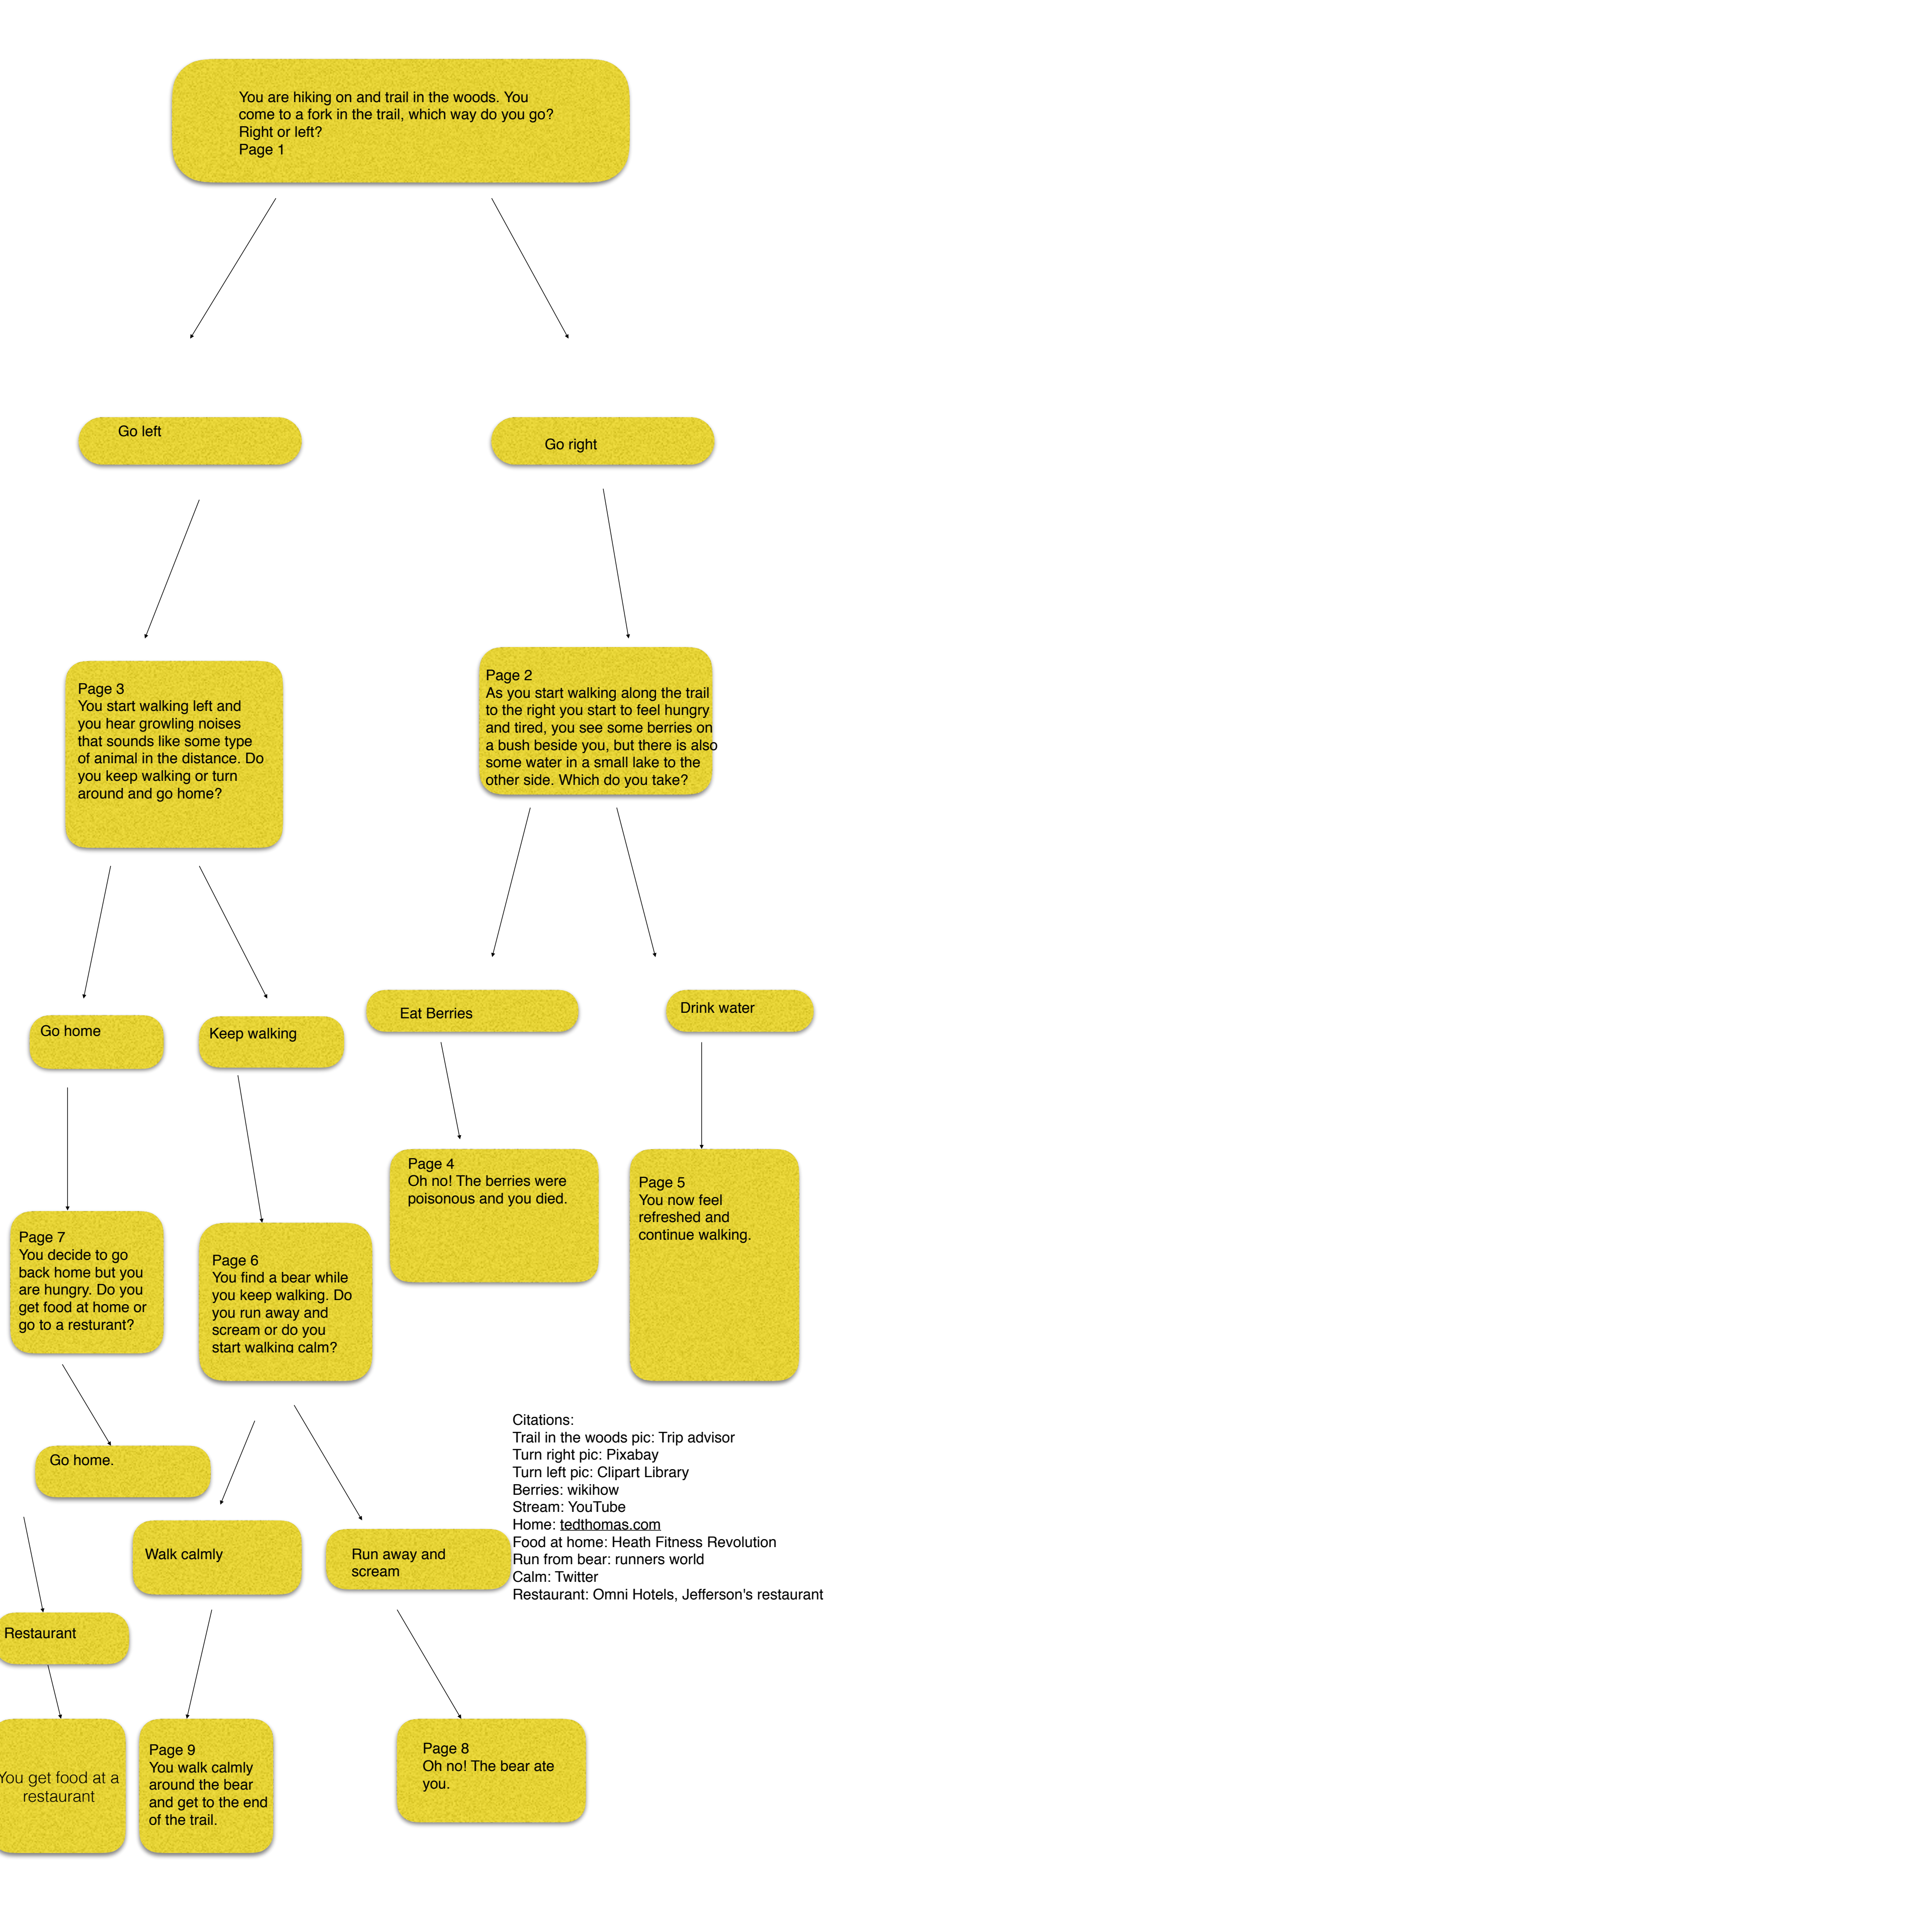 You are hiking on and trail in the woods. You
come to a fork in the trail, which way do you go?
Right or left?
Page 1
Go left
Go right
Page 3
You start walking left and
you hear growling noises
that sounds like some type
of animal in the distance. Do
you keep walking or turn
around and go home?
Page 2
As you start walking along the trail
to the right you start to feel hungry
and tired, you see some berries on
a bush beside you, but there is also
some water in a small lake to the
other side. Which do you take?
Go home
Keep walking
Eat Berries
Drink water
Page 7
You decide to go
back home but you
are hungry. Do you
get food at home or
go to a resturant?
Page 6
You find a bear while
you keep walking. Do
you run away and
scream or do you
start walking calm?
Page 4
Oh no! The berries were
poisonous and you died.
Page 5
You now feel
refreshed and
continue walking.
Go home.
Walk calmly
Run away and
scream
Citations:
Trail in the woods pic: Trip advisor
Turn right pic: Pixabay
Turn left pic: Clipart Library
Berries: wikihow
Stream: YouTube
Home: tedthomas.com
Food at home: Heath Fitness Revolution
Run from bear: runners world
Calm: Twitter
Restaurant: Omni Hotels, Jefferson's restaurant
Restaurant
You get food at a
restaurant
Page 9
You walk calmly
around the bear
and get to the end
of the trail.
Page 8
Oh no! The bear ate
you.